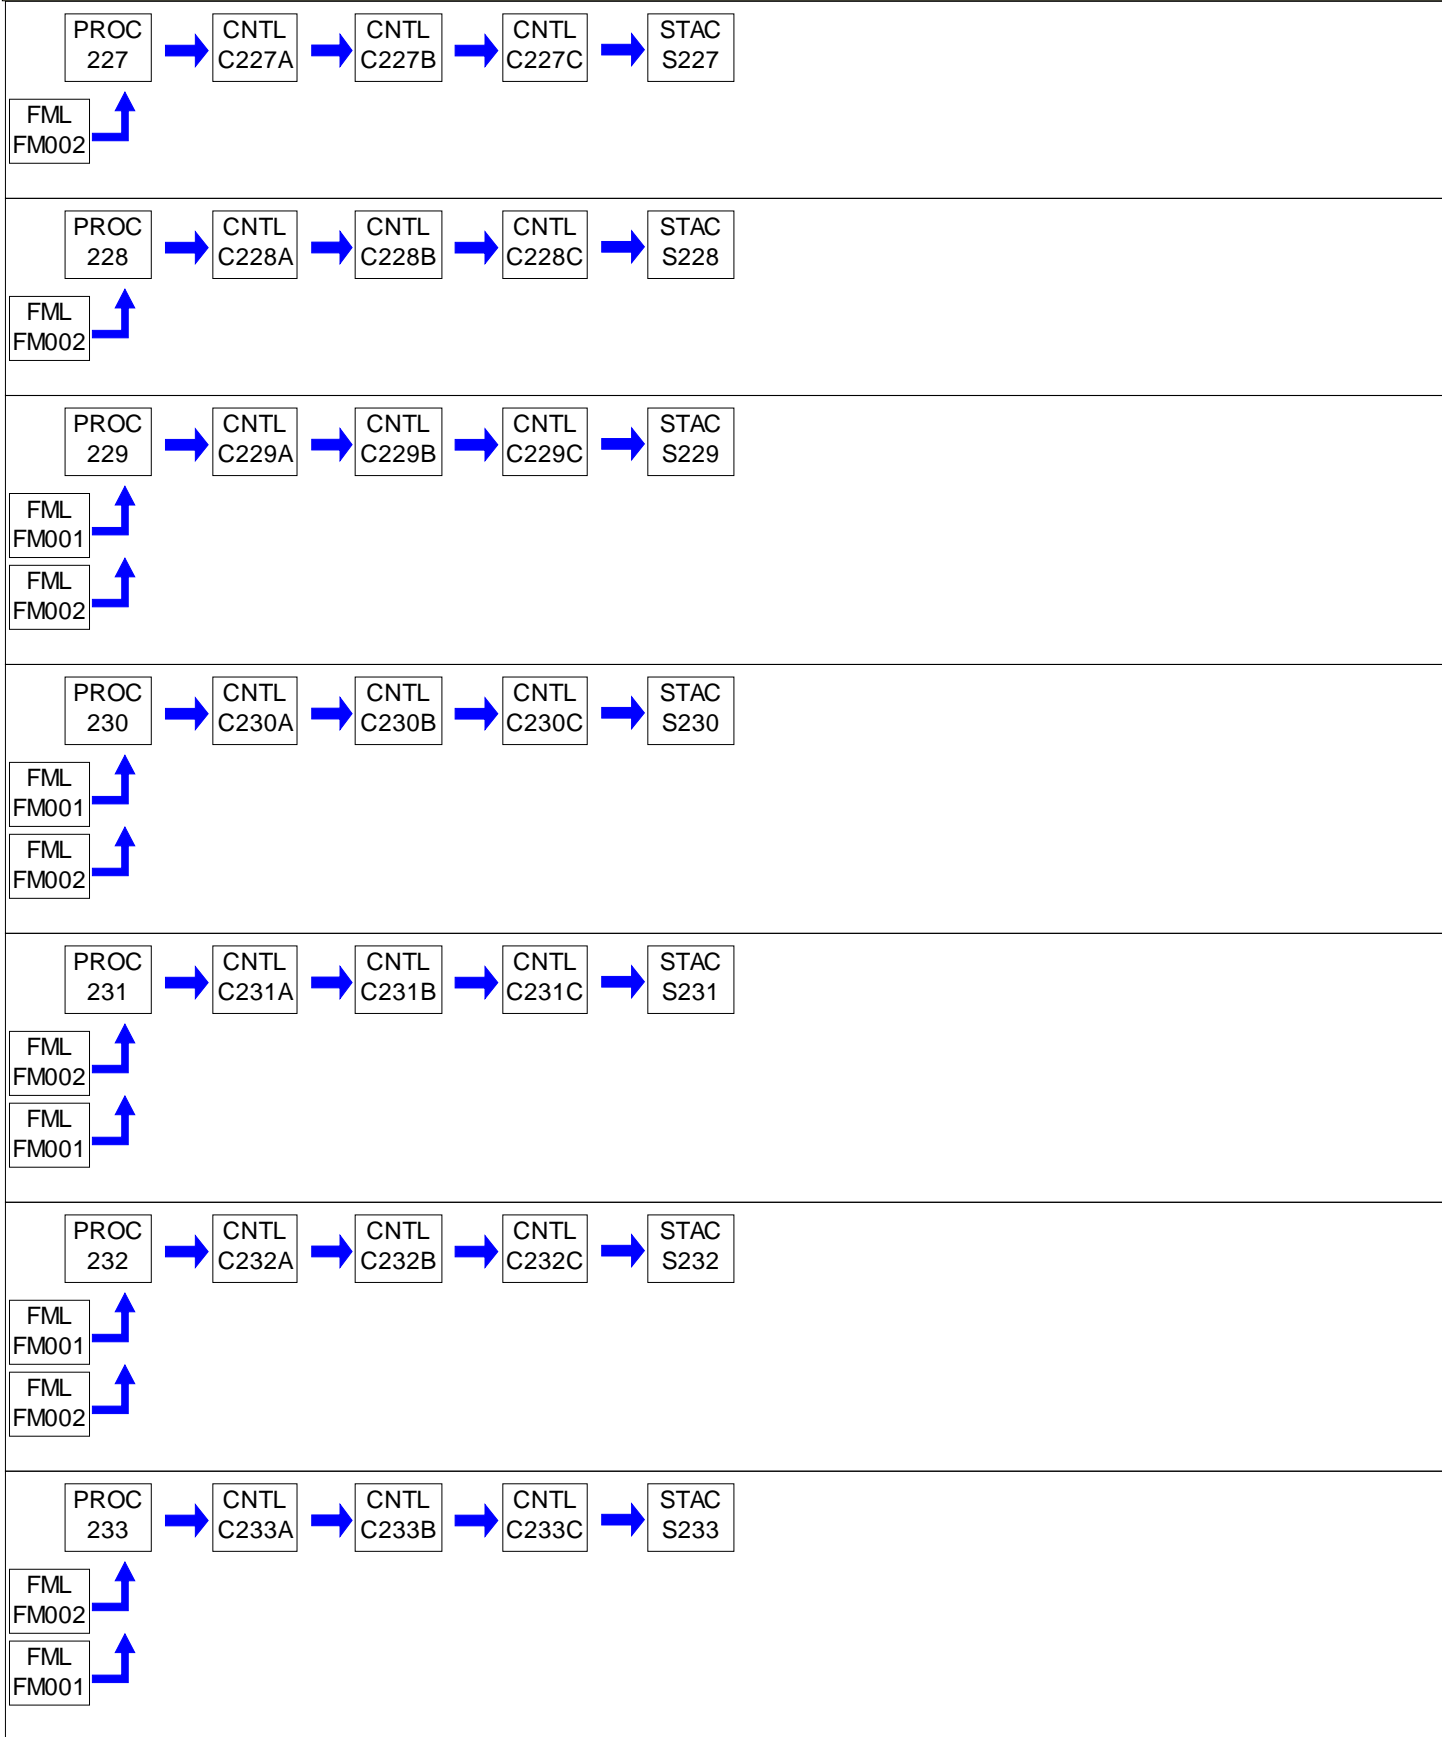 PROC
227
CNTL
C227A
CNTL
C227B
CNTL
C227C
STAC
S227
FML
FM002
PROC
228
CNTL
C228A
CNTL
C228B
CNTL
C228C
STAC
S228
FML
FM002
PROC
229
CNTL
C229A
CNTL
C229B
CNTL
C229C
STAC
S229
FML
FM001
FML
FM002
PROC
230
CNTL
C230A
CNTL
C230B
CNTL
C230C
STAC
S230
FML
FM001
FML
FM002
PROC
231
CNTL
C231A
CNTL
C231B
CNTL
C231C
STAC
S231
FML
FM002
FML
FM001
PROC
232
CNTL
C232A
CNTL
C232B
CNTL
C232C
STAC
S232
FML
FM001
FML
FM002
PROC
233
CNTL
C233A
CNTL
C233B
CNTL
C233C
STAC
S233
FML
FM002
FML
FM001